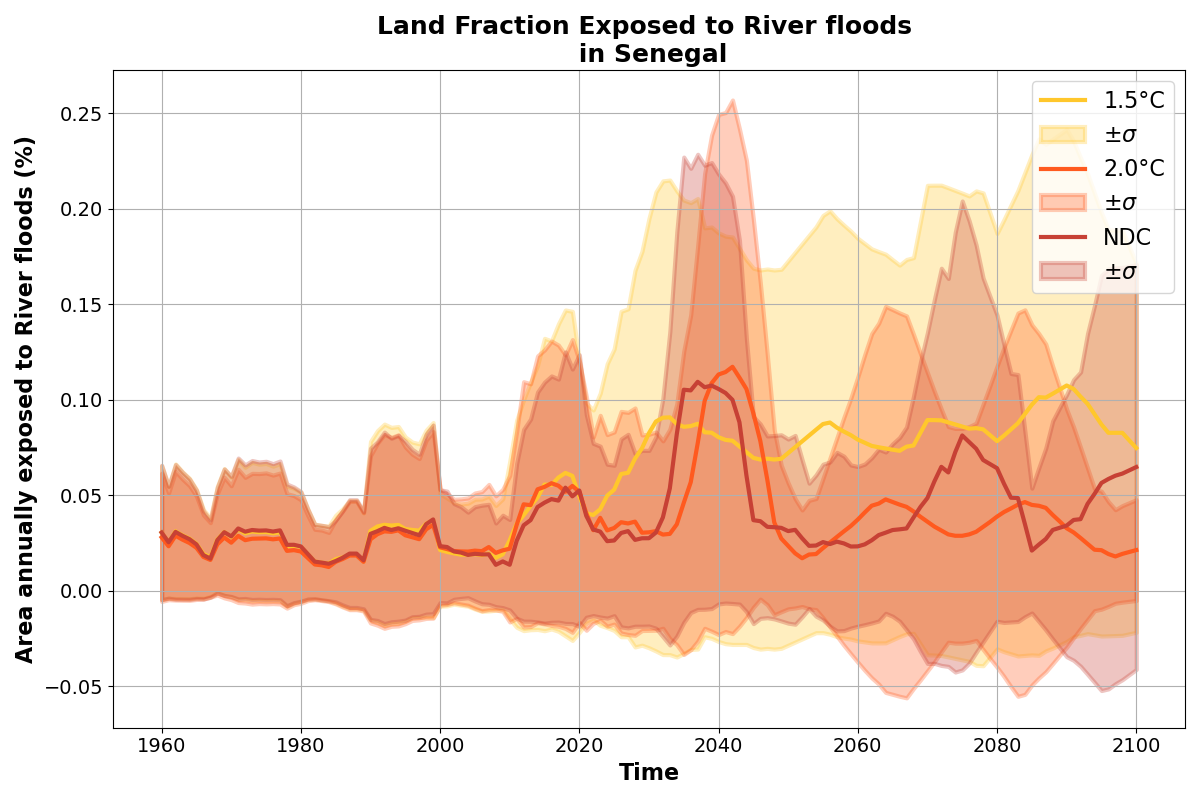 Land Fraction Exposed to River floods
in Senegal
Area annually exposed to River floods (%)
0.25
0.20
0.15
0.10
0.05
0.00
−0.05
1960
1980
2000
2020
2040
2060
2080
2100
Time
1.5°C
±σ
2.0°C
±σ
NDC
±σ